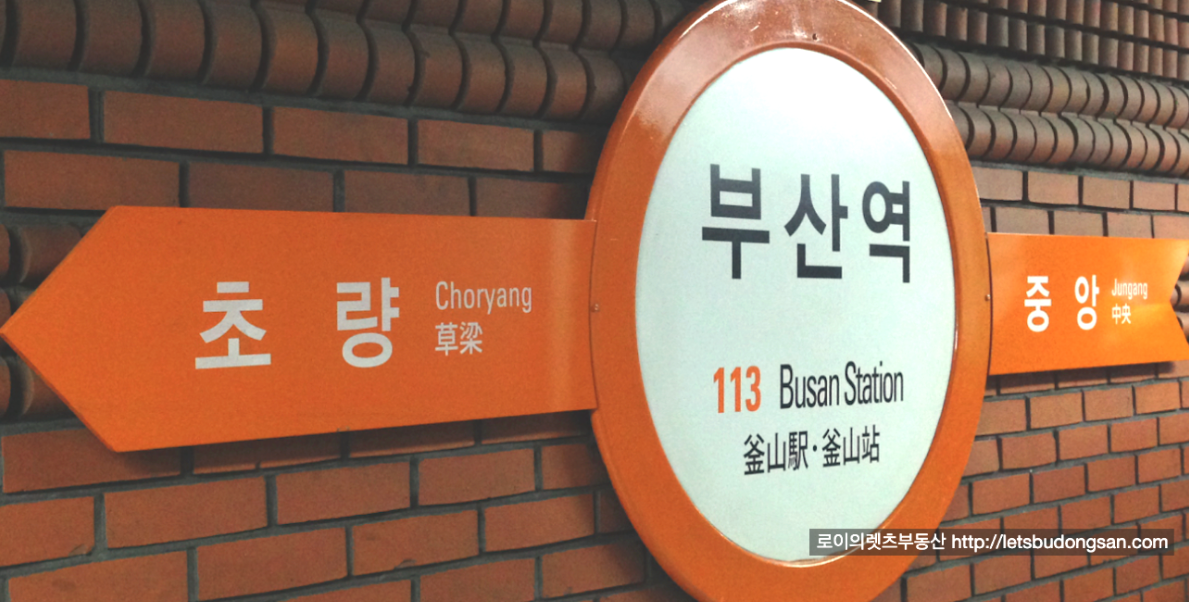 초량
Choryang
草梁
부산역
113 Busan Station
釜山駅·釜山站
중앙
Jungang
中央
로이의렛츠부동산 http://letsbudongsan.com